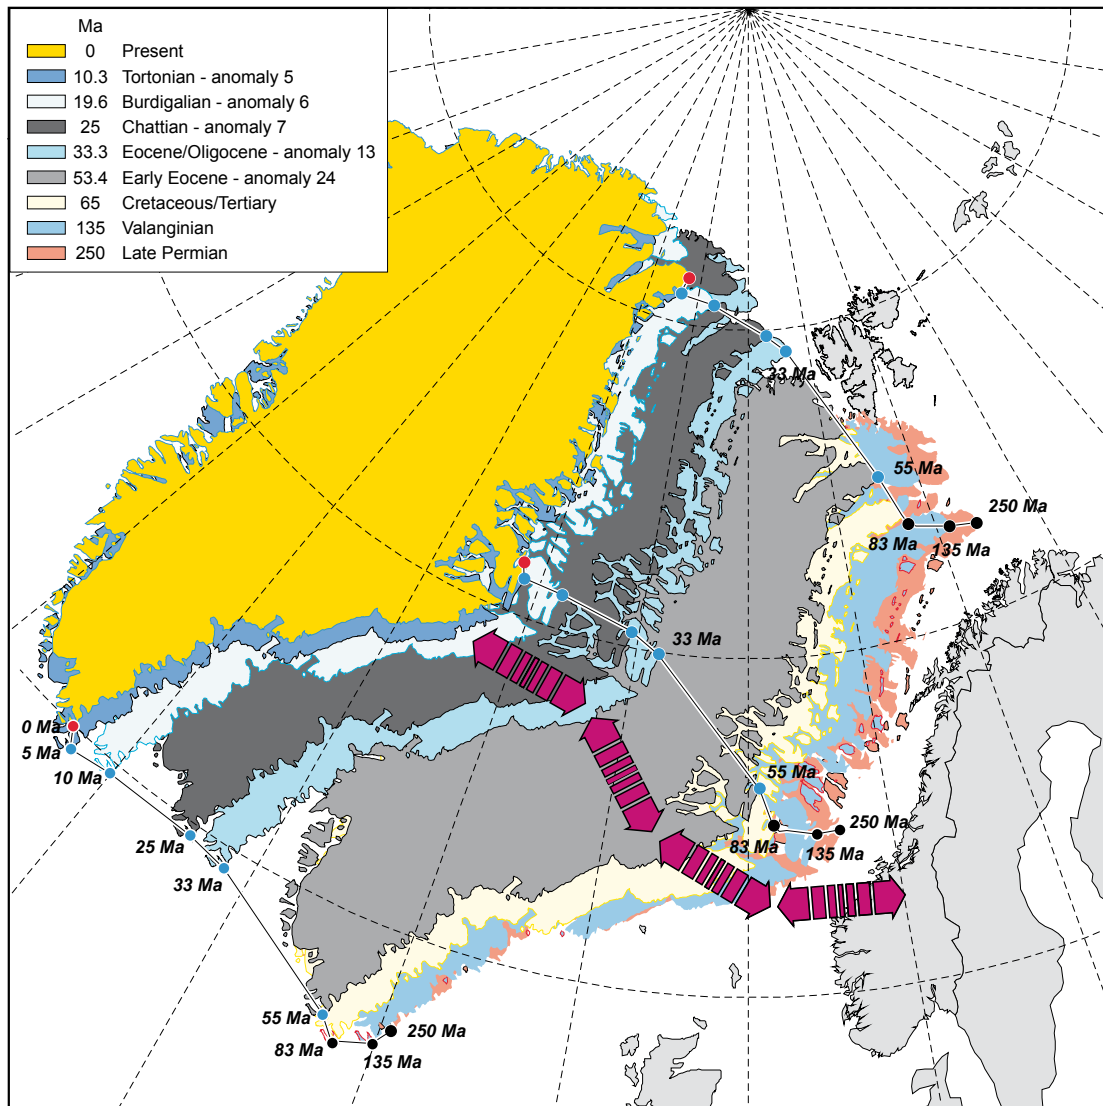 Ma
0 Present
10.3 Tortonian - anomaly 5
19.6 Burdigalian - anomaly 6
25 Chattian - anomaly 7
33.3 Eocene/Oligocene - anomaly 13
53.4 Early Eocene - anomaly 24
65 Cretaceous/Tertiary
135 Valanginian
250 Late Permian
33 Ma
55 Ma
250 Ma
83 Ma
135 Ma
33 Ma
0 Ma
5 Ma
10 Ma
55 Ma
250 Ma
83 Ma
135 Ma
25 Ma
33 Ma
55 Ma
250 Ma
83 Ma
135 Ma